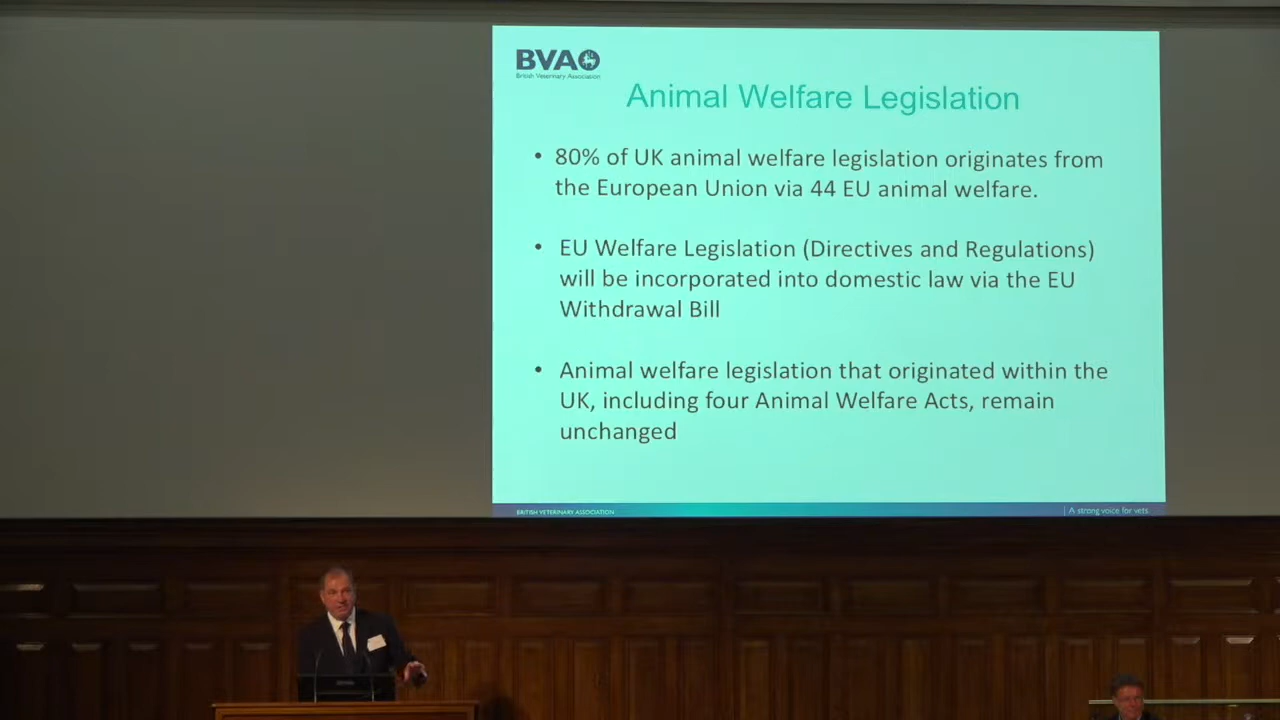 BVA
British Veterinary Association
Animal Welfare Legislation
• 80% of UK animal welfare legislation originates from
the European Union via 44 EU animal welfare.
• EU Welfare Legislation (Directives and Regulations)
will be incorporated into domestic law via the EU
Withdrawal Bill
• Animal welfare legislation that originated within the
UK, including four Animal Welfare Acts, remain
unchanged
BRITISH VETERINARY ASSOCIATION
| A strong voice for vets